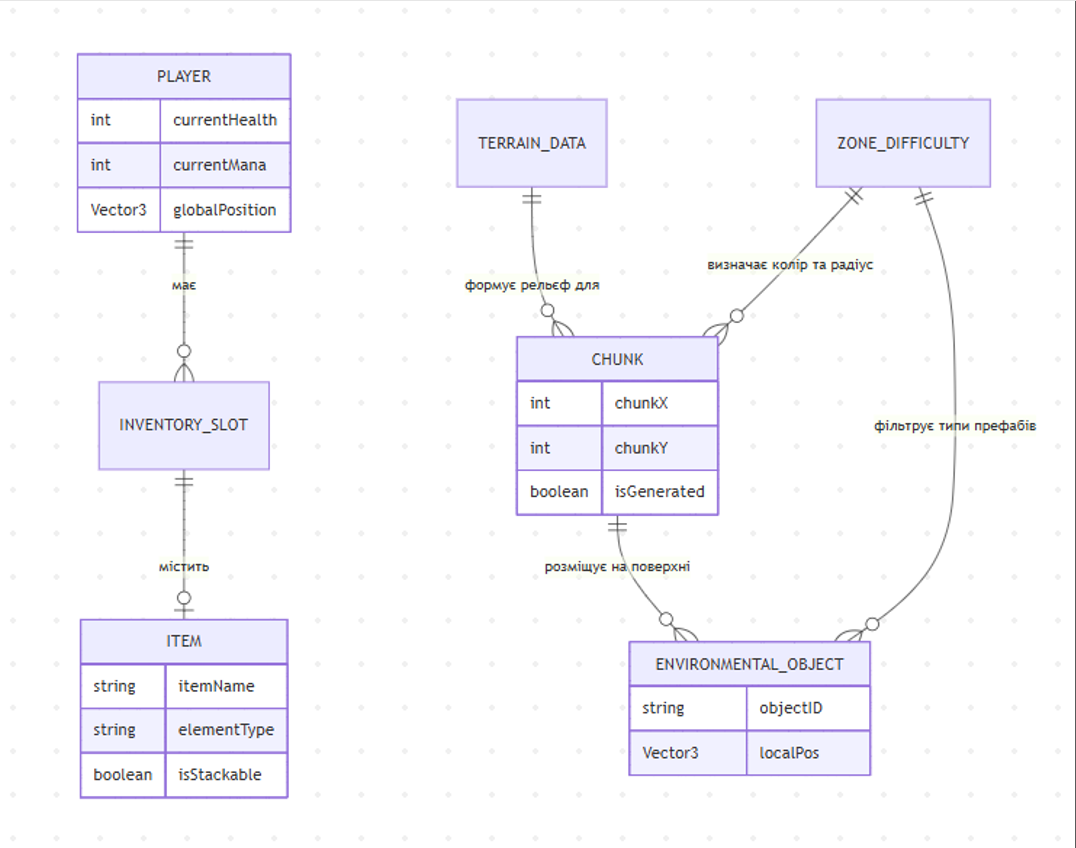 PLAYER
int currentHealth
int currentMana
Vector3 globalPosition
має
INVENTORY_SLOT
містить
ITEM
string itemName
string elementType
boolean isStackable
TERRAIN_DATA
ZONE_DIFFICULTY
визначає колір та радіус
формує рельєф для
CHUNK
int chunkX
int chunkY
boolean isGenerated
фільтрує типи префабів
розміщує на поверхні
ENVIRONMENTAL_OBJECT
string objectID
Vector3 localPos